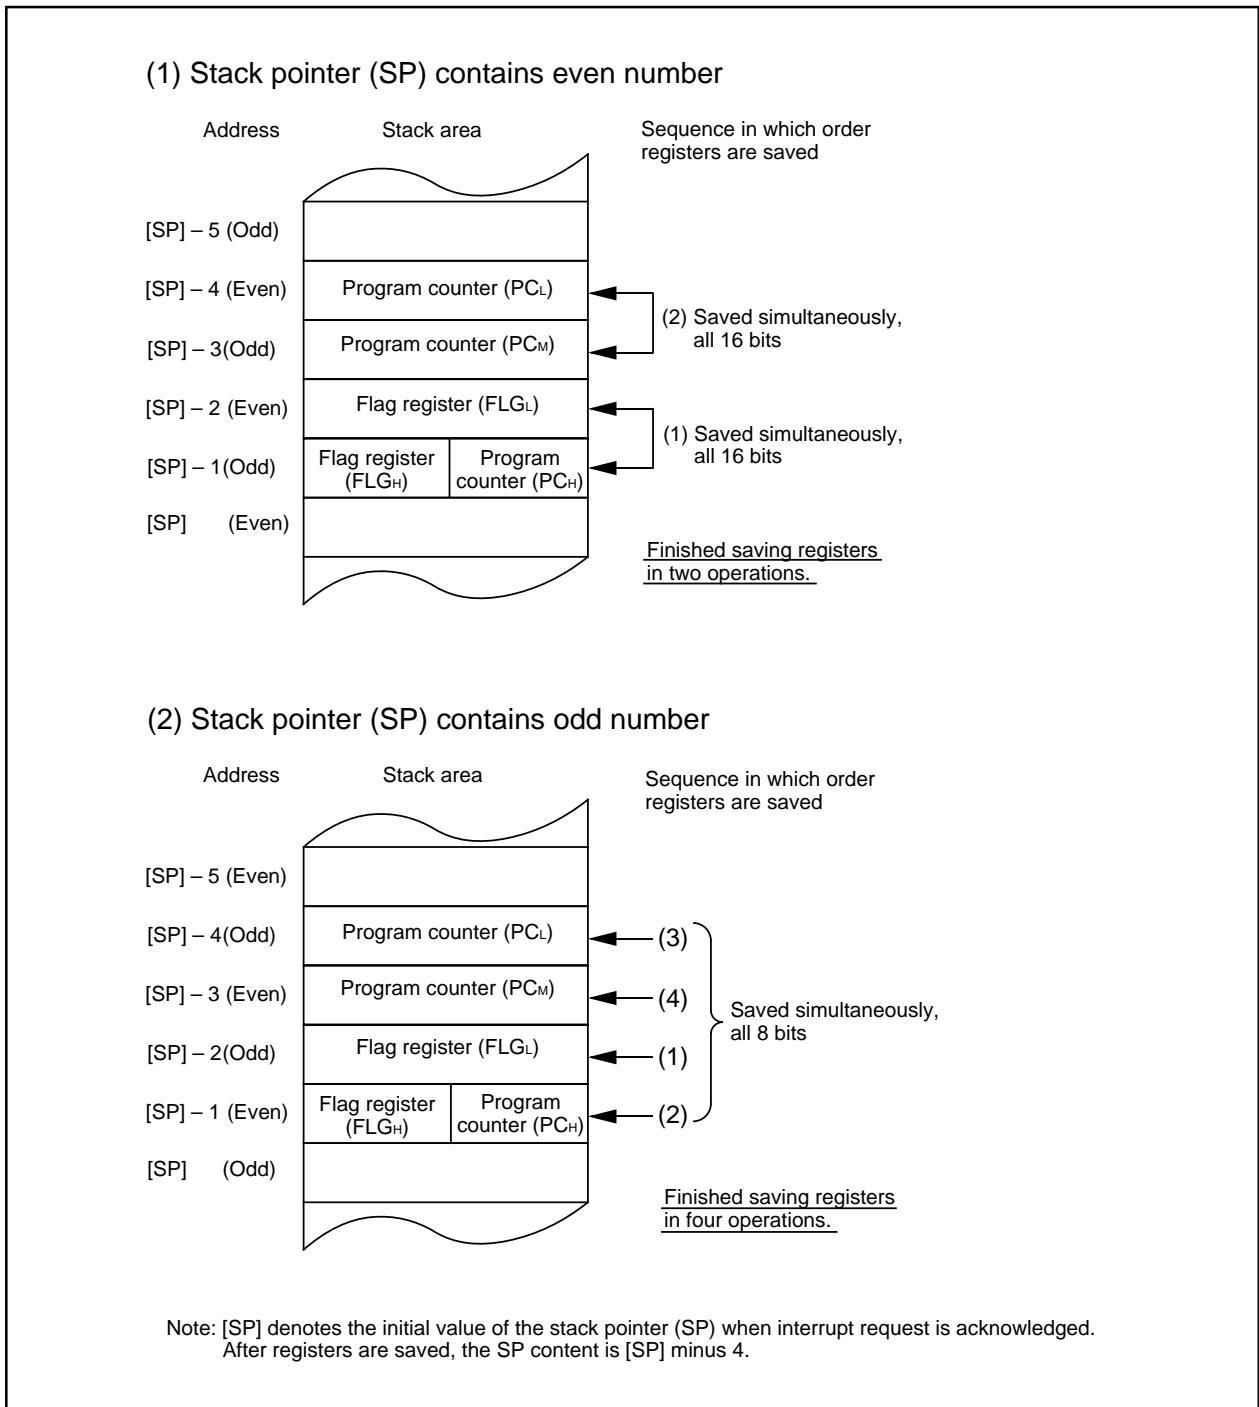 (1) Stack pointer (SP) contains even number
Address
Stack area
Sequence in which order
registers are saved
[SP] – 5 (Odd)
[SP] – 4 (Even)
Program counter (PCL)
[SP] – 3(Odd)
Program counter (PCM)
(2) Saved simultaneously,
all 16 bits
[SP] – 2 (Even)
Flag register (FLGL)
[SP] – 1(Odd)
Flag register
(FLGH)
Program
counter (PCH)
(1) Saved simultaneously,
all 16 bits
[SP] (Even)
Finished saving registers
in two operations.
(2) Stack pointer (SP) contains odd number
Address
Stack area
Sequence in which order
registers are saved
[SP] – 5 (Even)
[SP] – 4(Odd)
Program counter (PCL)
(3)
[SP] – 3 (Even)
Program counter (PCM)
(4)
Saved simultaneously,
all 8 bits
[SP] – 2(Odd)
Flag register (FLGL)
(1)
[SP] – 1 (Even)
Flag register
(FLGH)
Program
counter (PCH)
(2)
[SP] (Odd)
Finished saving registers
in four operations.
Note: [SP] denotes the initial value of the stack pointer (SP) when interrupt request is acknowledged.
After registers are saved, the SP content is [SP] minus 4.